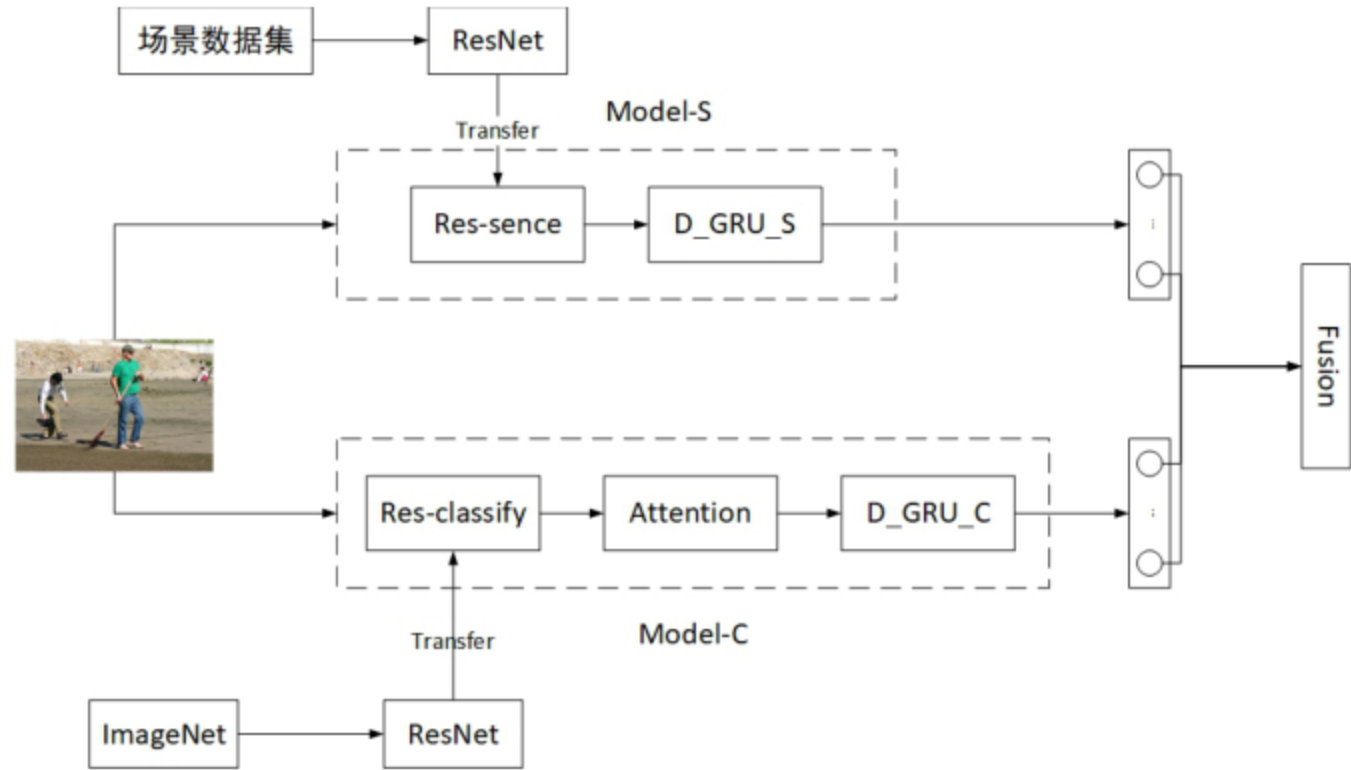 场景数据集
ResNet
Model-S
Transfer
Res-sence
D_GRU_S
Fusion
Res-classify
Attention
D_GRU_C
Transfer
Model-C
ImageNet
ResNet